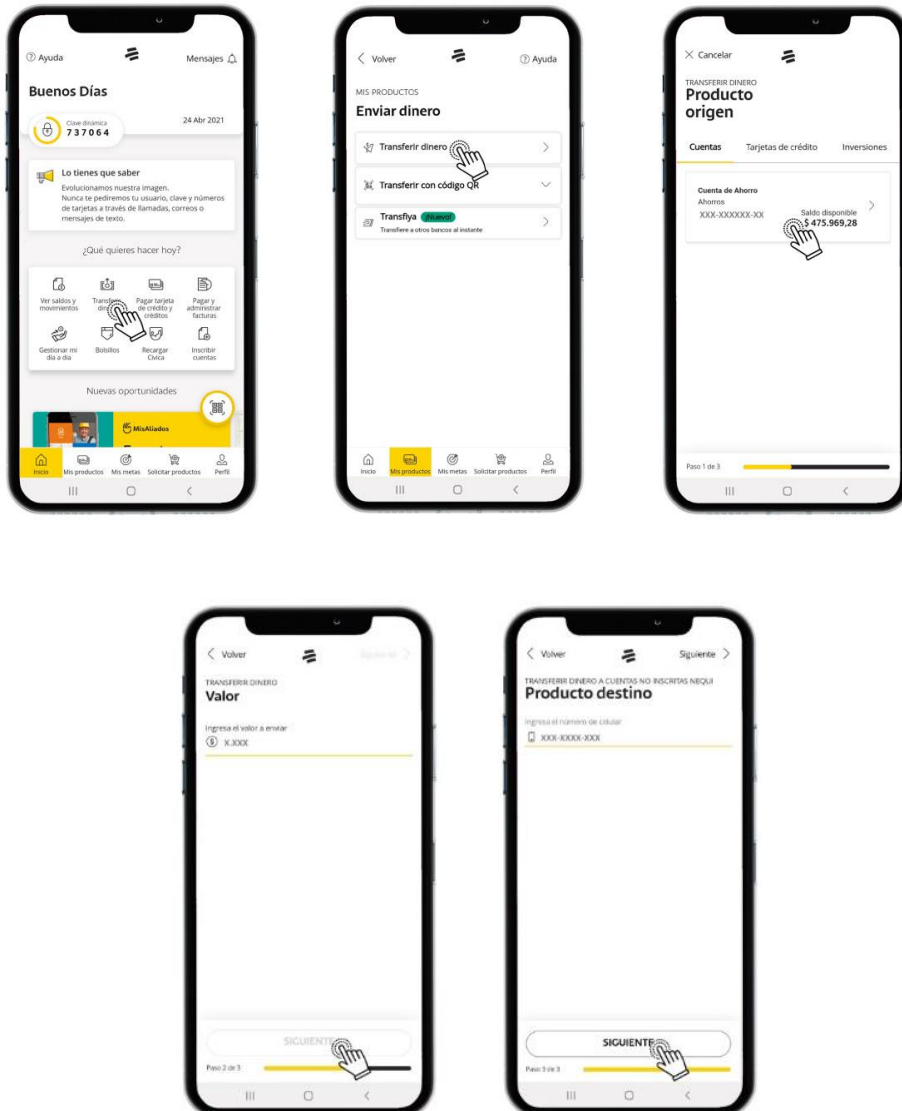 Ayuda
Mensajes
Buenos Días
Clave dinámica
737064
24 Abr 2021
Lo tienes que saber
Evolucionamos nuestra imagen.
Nunca te pediremos tu usuario, clave y números
de tarjetas a través de llamadas, correos o
mensajes de texto.
¿Qué quieres hacer hoy?
Ver saldos y
movimientos
Pagar tarjeta
de crédito y
créditos
Pagar y
administrar
facturas
Gestionar mi
día a día
Bolsillos
Recargar
Cívica
Inscribir
cuentas
Nuevas oportunidades
MisAliados
Inicio
Mis productos
Mis metas
Solicitar productos
Perfil
Volver
Ayuda
MIS PRODUCTOS
Enviar dinero
Transferir dinero
Transferir con código QR
Transfiya ¡Nuevo!
Transfiere a otros bancos al instante
Inicio
Mis productos
Mis metas
Solicitar productos
Perfil
Cancelar
TRANSFERIR DINERO
Producto
origen
Cuentas
Tarjetas de crédito
Inversiones
Cuenta de Ahorro
Ahorros
XXX-XXXXXX-XX
Saldo disponible
$ 475.969,28
Paso 1 de 3
Volver
TRANSFERIR DINERO
Valor
Ingresa el valor a enviar
X.XXX
SIGUIENTE
Paso 2 de 3
Volver
Siguiente
TRANSFERIR DINERO A CUENTAS NO INSCRITAS NEQUI
Producto destino
Ingresa el número de celular
XXX-XXXX-XXX
SIGUIENTE
Paso 3 de 3